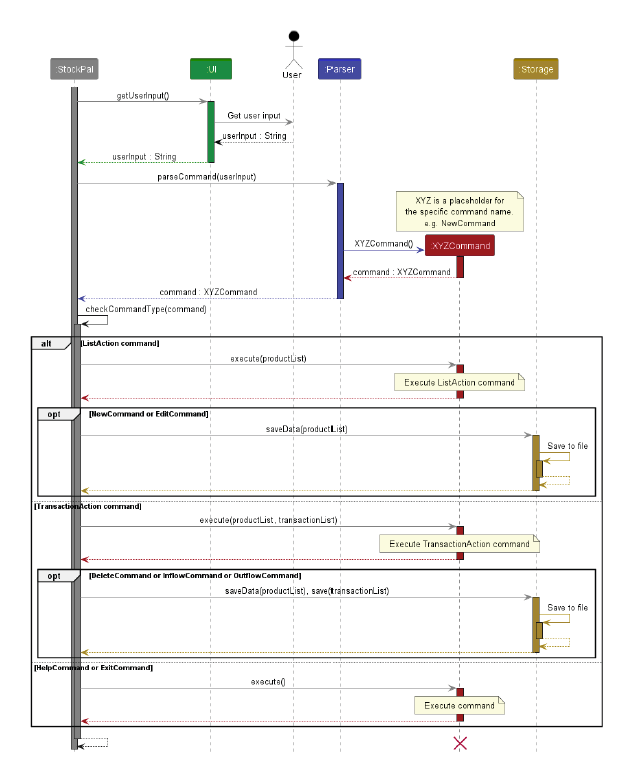 :StockPal
:UI
User
:Parser
:Storage
getUserInput()
Get user input
userInput : String
userInput : String
parseCommand(userInput)
XYZ is a placeholder for
the specific command name.
e.g. NewCommand
XYZCommand()
:XYZCommand
command : XYZCommand
command : XYZCommand
checkCommandType(command)
alt
[ListAction command]
execute(productList)
Execute ListAction command
opt
[NewCommand or EditCommand]
saveData(productList)
Save to file
[TransactionAction command]
execute(productList, transactionList)
Execute TransactionAction command
opt
[DeleteCommand or InflowCommand or OutflowCommand]
saveData(productList), save(transactionList)
Save to file
[HelpCommand or ExitCommand]
execute()
Execute command